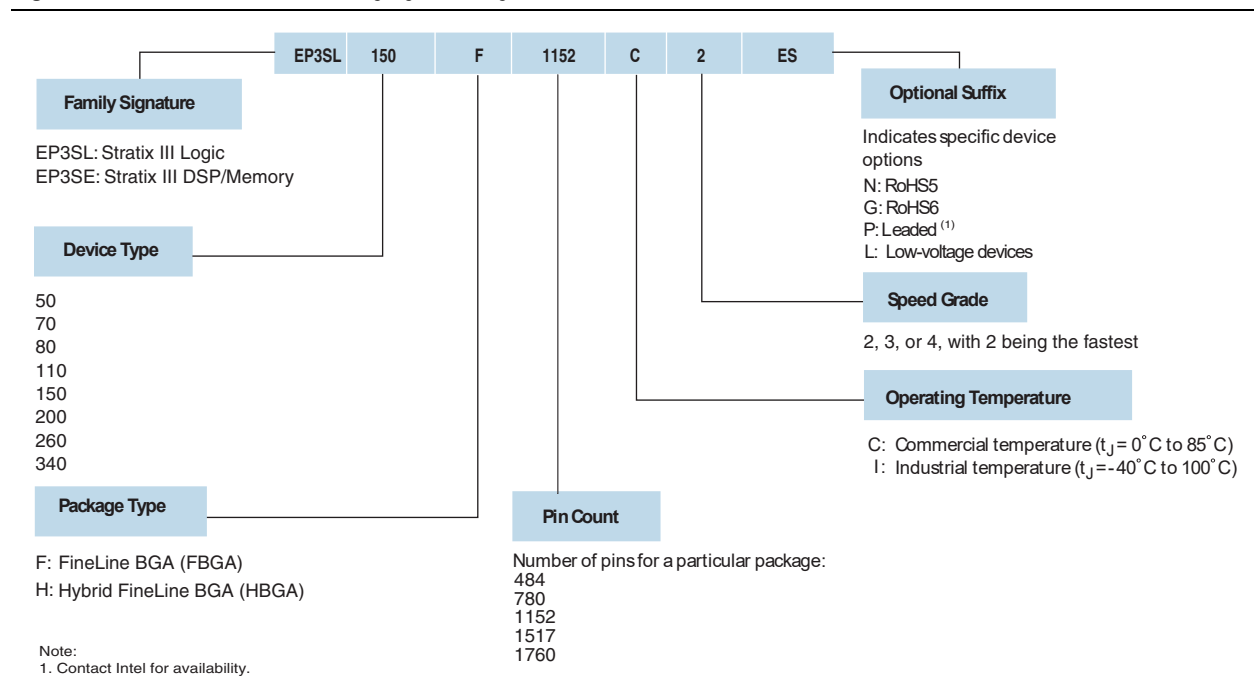 EP3SL 150 F 1152 C 2 ES
Family Signature
EP3SL: Stratix III Logic
EP3SE: Stratix III DSP/Memory
Device Type
50
70
80
110
150
200
260
340
Package Type
F: FineLine BGA (FBGA)
H: Hybrid FineLine BGA (HBGA)
Note:
1. Contact Intel for availability.
Pin Count
Number of pins for a particular package:
484
780
1152
1517
1760
Optional Suffix
Indicates specific device
options
N: RoHS5
G: RoHS6
P: Leaded (1)
L: Low-voltage devices
Speed Grade
2, 3, or 4, with 2 being the fastest
Operating Temperature
C: Commercial temperature (tJ = 0°C to 85°C)
I: Industrial temperature (tJ = -40°C to 100°C)